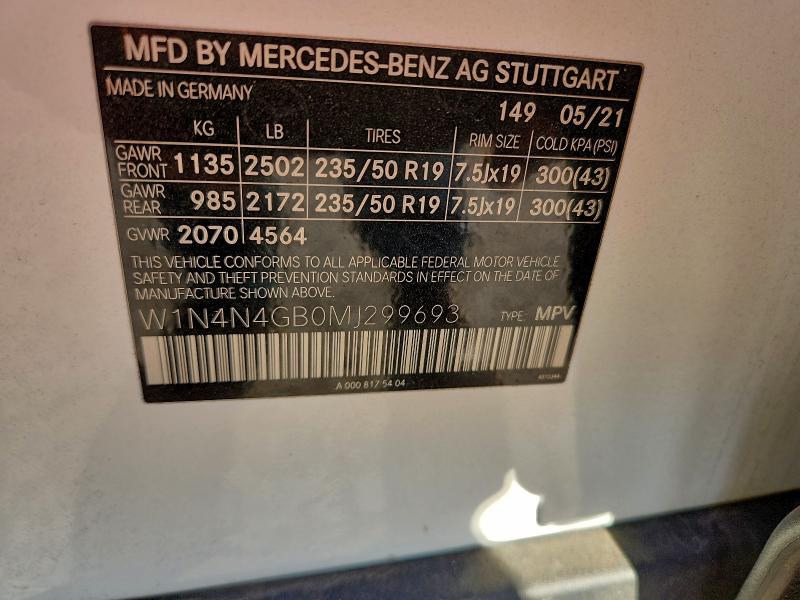 MFD BY MERCEDES-BENZ AG STUTTGART
MADE IN GERMANY
149 05/21
KG LB TIRES RIM SIZE COLD KPA (PSI)
GAWR FRONT 1135 2502 235/50 R19 7.5Jx19 300(43)
GAWR REAR 985 2172 235/50 R19 7.5Jx19 300(43)
GVWR 2070 4564
THIS VEHICLE CONFORMS TO ALL APPLICABLE FEDERAL MOTOR VEHICLE
SAFETY AND THEFT PREVENTION STANDARDS IN EFFECT ON THE DATE OF
MANUFACTURE SHOWN ABOVE.
W1N4N4GB0MJ299693 TYPE: MPV
A 000 817 54 04